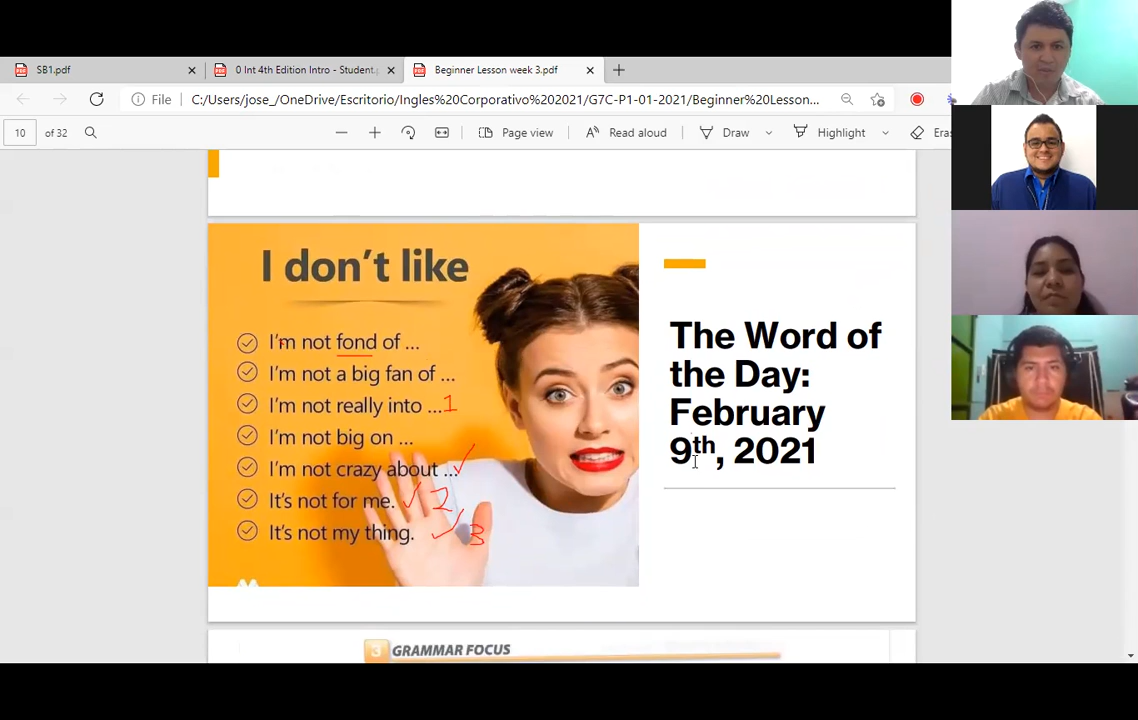 SB1.pdf
0 Int 4th Edition Intro - Student.
Beginner Lesson week 3.pdf
File
C:/Users/jose_/OneDrive/Escritorio/Ingles%20Corporativo%202021/G7C-P1-01-2021/Beginner%20Lesson...
10 of 32
Page view
Read aloud
Draw
Highlight
Eras
I don't like
I'm not fond of ...
I'm not a big fan of ...
I'm not really into ... 1
I'm not big on ...
I'm not crazy about ...
It's not for me. 2
It's not my thing. 3
The Word of
the Day:
February
9th, 2021
3 GRAMMAR FOCUS